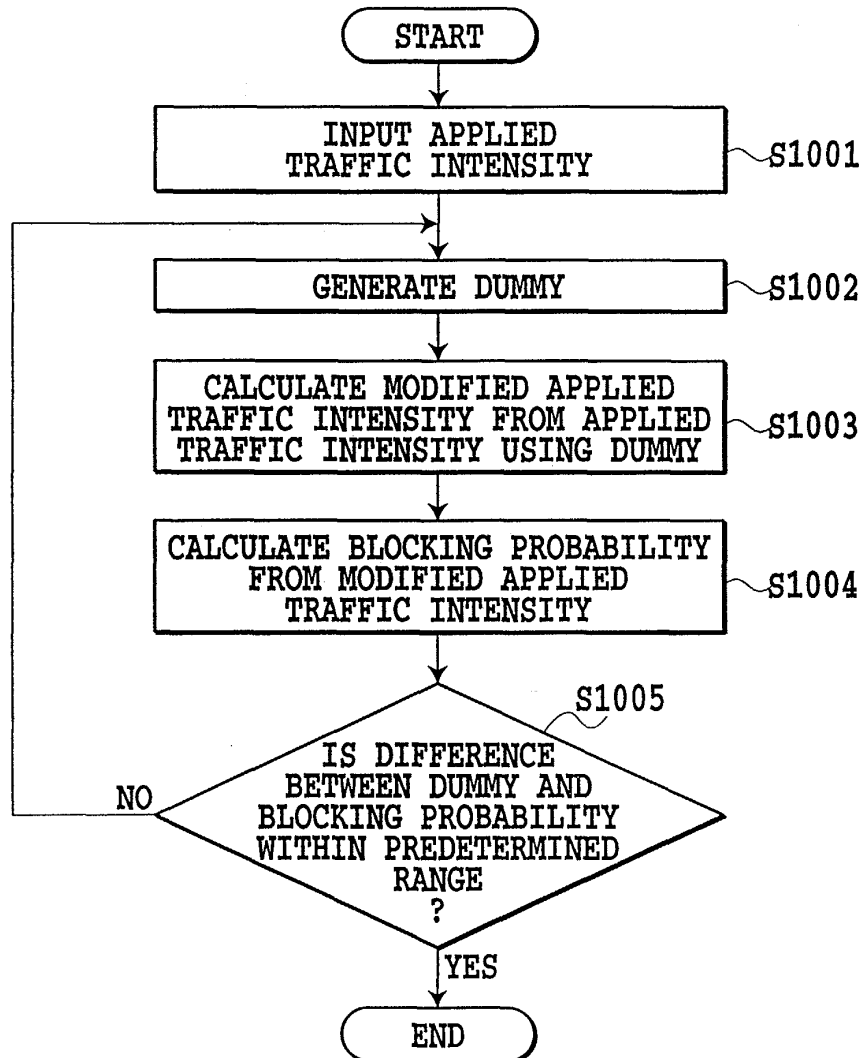 START
INPUT APPLIED
TRAFFIC INTENSITY
S1001
GENERATE DUMMY
S1002
CALCULATE MODIFIED APPLIED
TRAFFIC INTENSITY FROM APPLIED
TRAFFIC INTENSITY USING DUMMY
S1003
CALCULATE BLOCKING PROBABILITY
FROM MODIFIED APPLIED
TRAFFIC INTENSITY
S1004
S1005
IS DIFFERENCE
BETWEEN DUMMY AND
BLOCKING PROBABILITY
WITHIN PREDETERMINED
RANGE
?
NO
YES
END